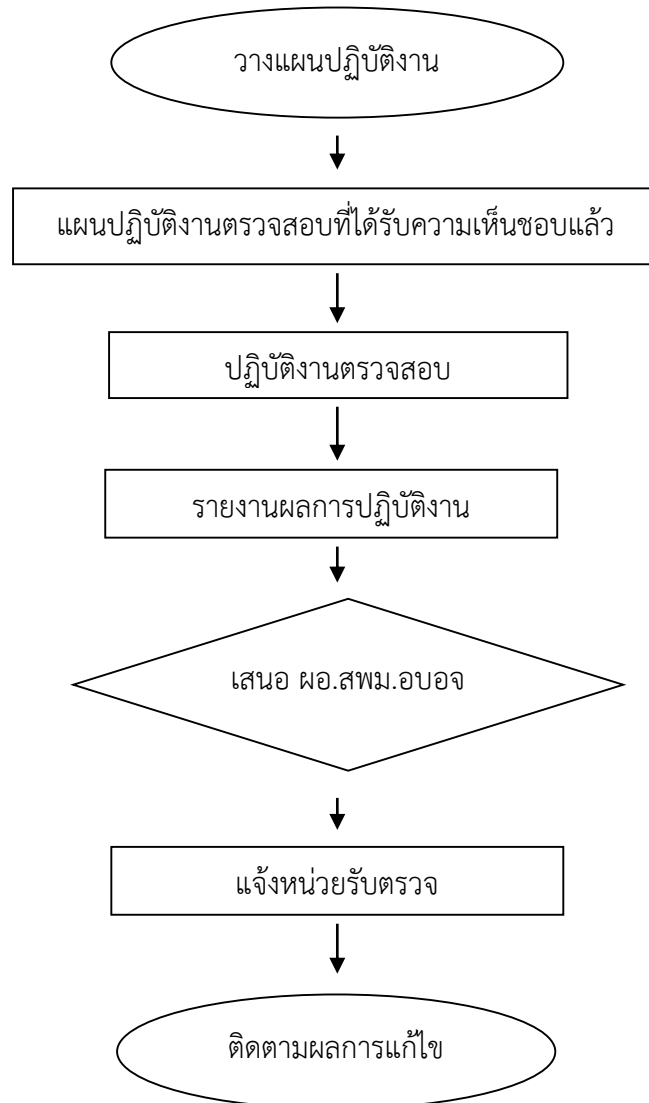 วางแผนปฏิบัติงาน
แผนปฏิบัติงานตรวจสอบที่ได้รับความเห็นชอบแล้ว
ปฏิบัติงานตรวจสอบ
รายงานผลการปฏิบัติงาน
เสนอ ผอ.สพม.อบอจ
แจ้งหน่วยรับตรวจ
ติดตามผลการแก้ไข